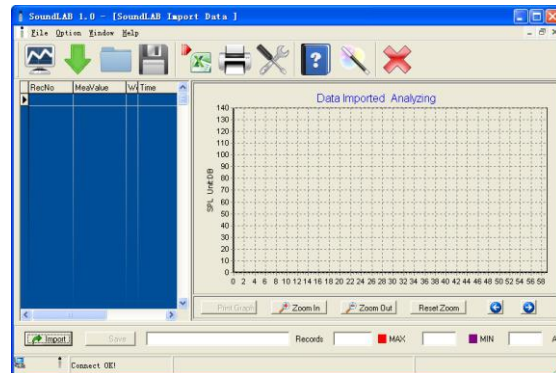 SoundLAB 1.0 - [SoundLAB Import Data ]
File Option Window Help
RecNo MeaValue W Time
Data Imported Analyzing
SPL Unit:DB
140
130
120
110
100
90
80
70
60
50
40
30
20
10
0
0 2 4 6 8 10 12 14 16 18 20 22 24 26 28 30 32 34 36 38 40 42 44 46 48 50 52 54 56 58
Print Graph Zoom In Zoom Out Reset Zoom
Import Save Records MAX MIN A
Connect OK!